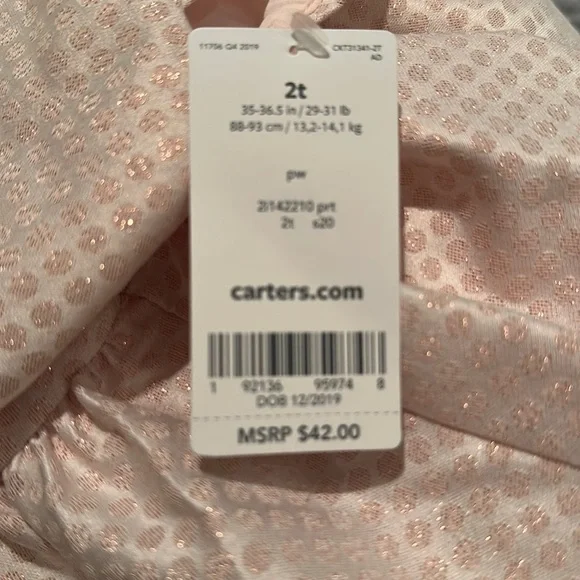 11756 Q4 2019 CKT31341-2T
AD
2t
35-36.5 in / 29-31 lb
88-93 cm / 13,2-14,1 kg
pw
2I142210 prt
2t s20
carters.com
1 92136 95974 8
DOB 12/2019
MSRP $42.00